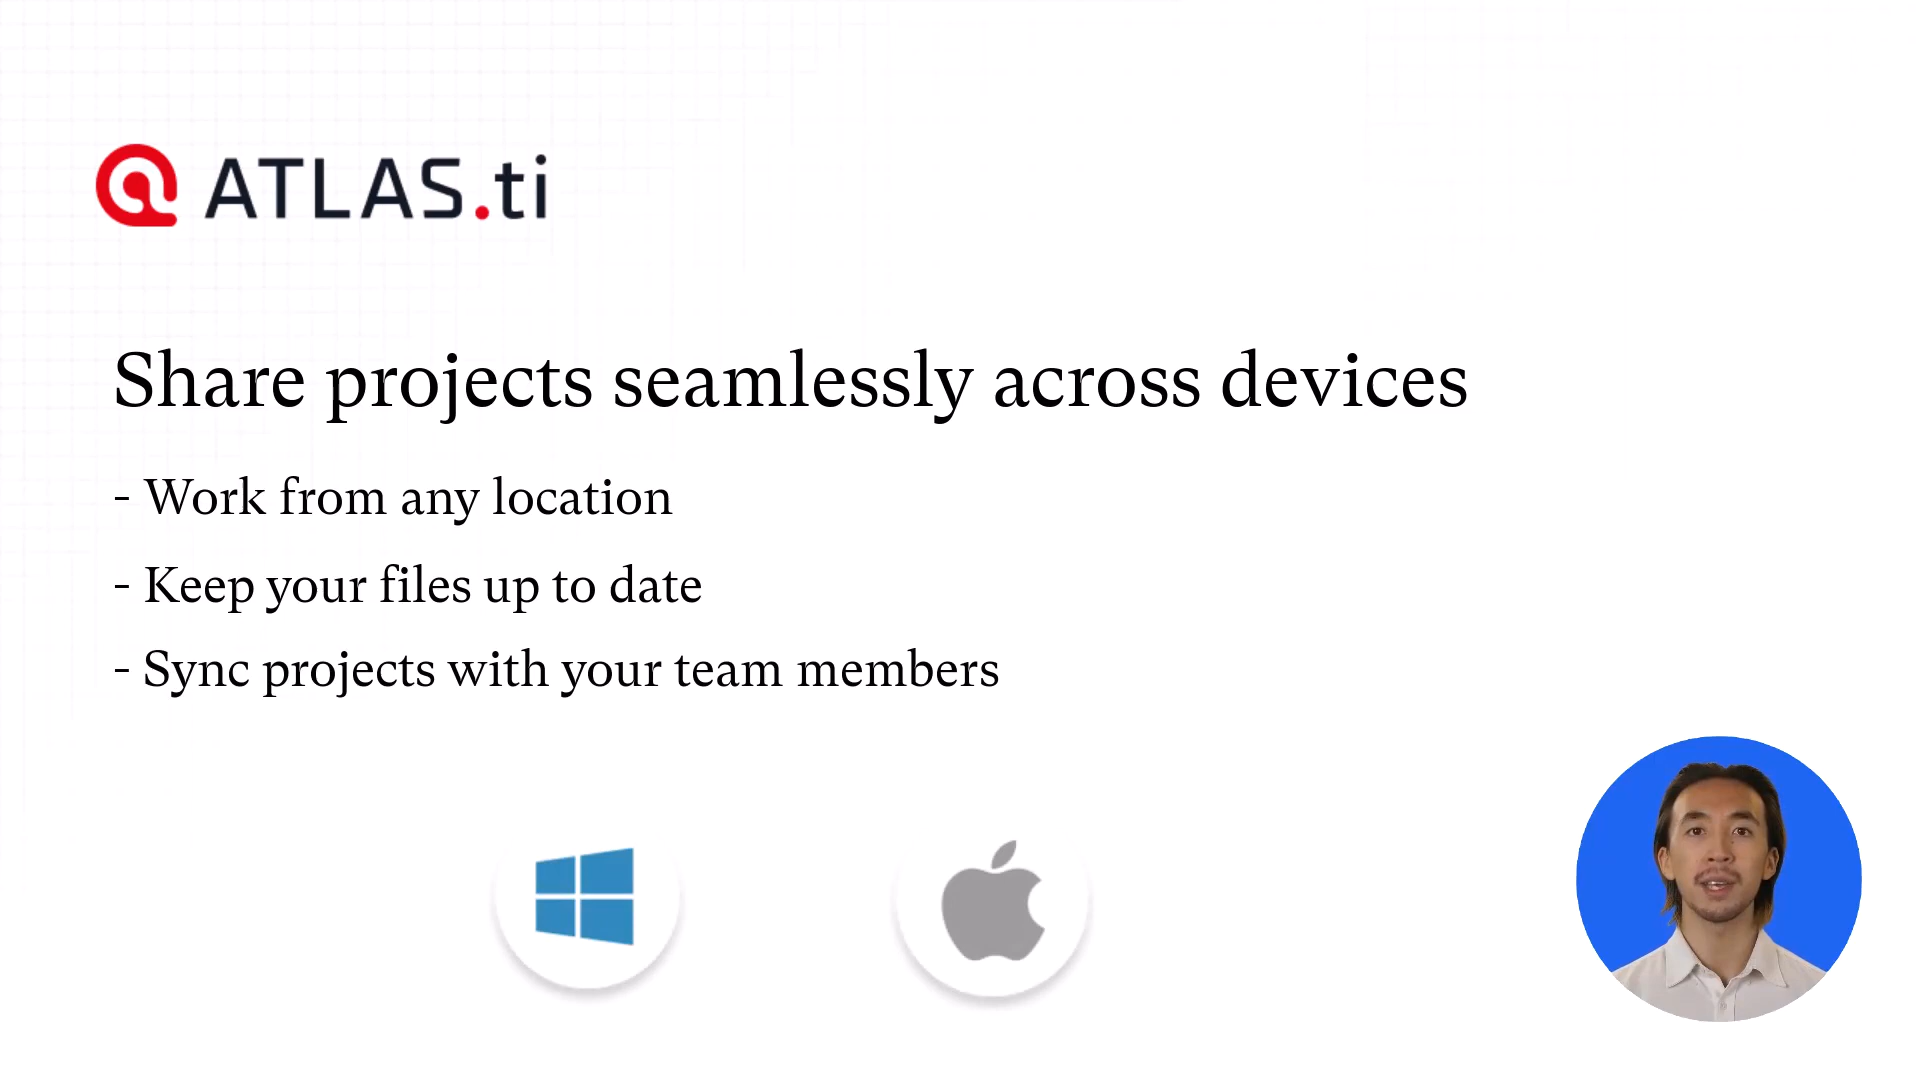 ATLAS.ti
Share projects seamlessly across devices
- Work from any location
- Keep your files up to date
- Sync projects with your team members